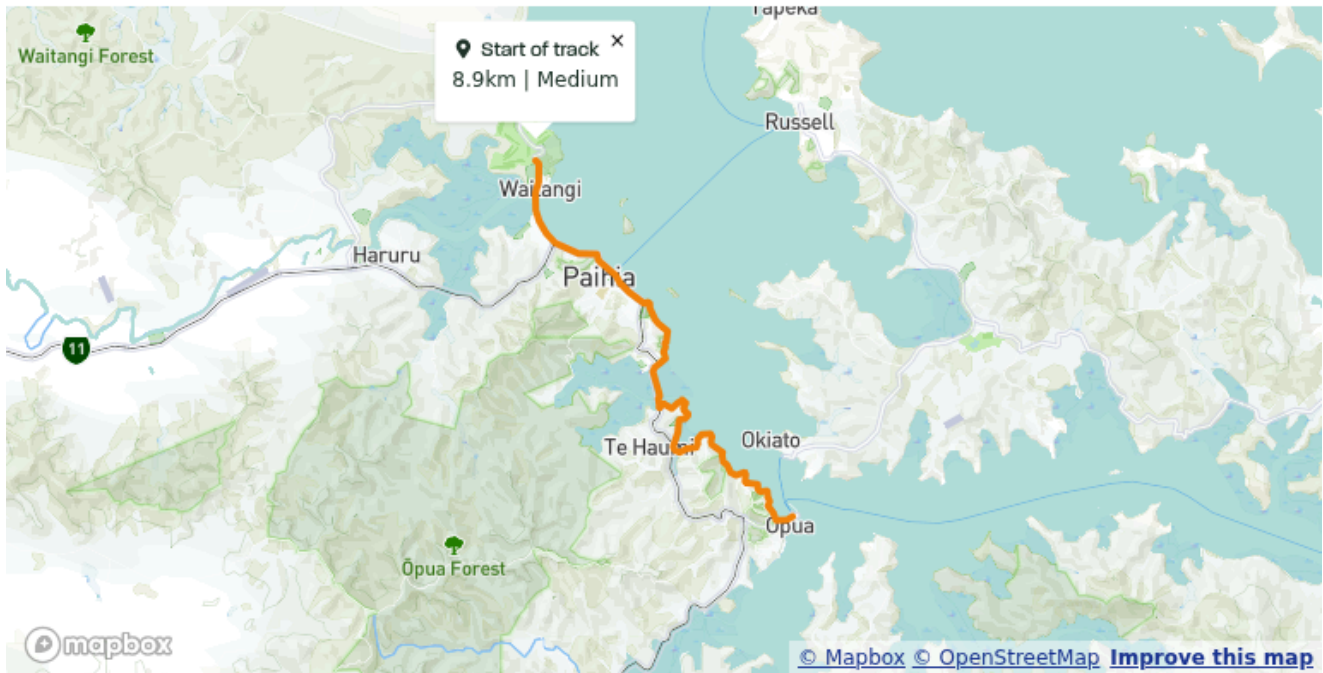 Tapeka
Waitangi Forest
Start of track ×
8.9km | Medium
Russell
Waitangi
Haruru
Paihia
11
Te Haumi
Okiato
Opua
Ōpua Forest
mapbox
© Mapbox © OpenStreetMap Improve this map